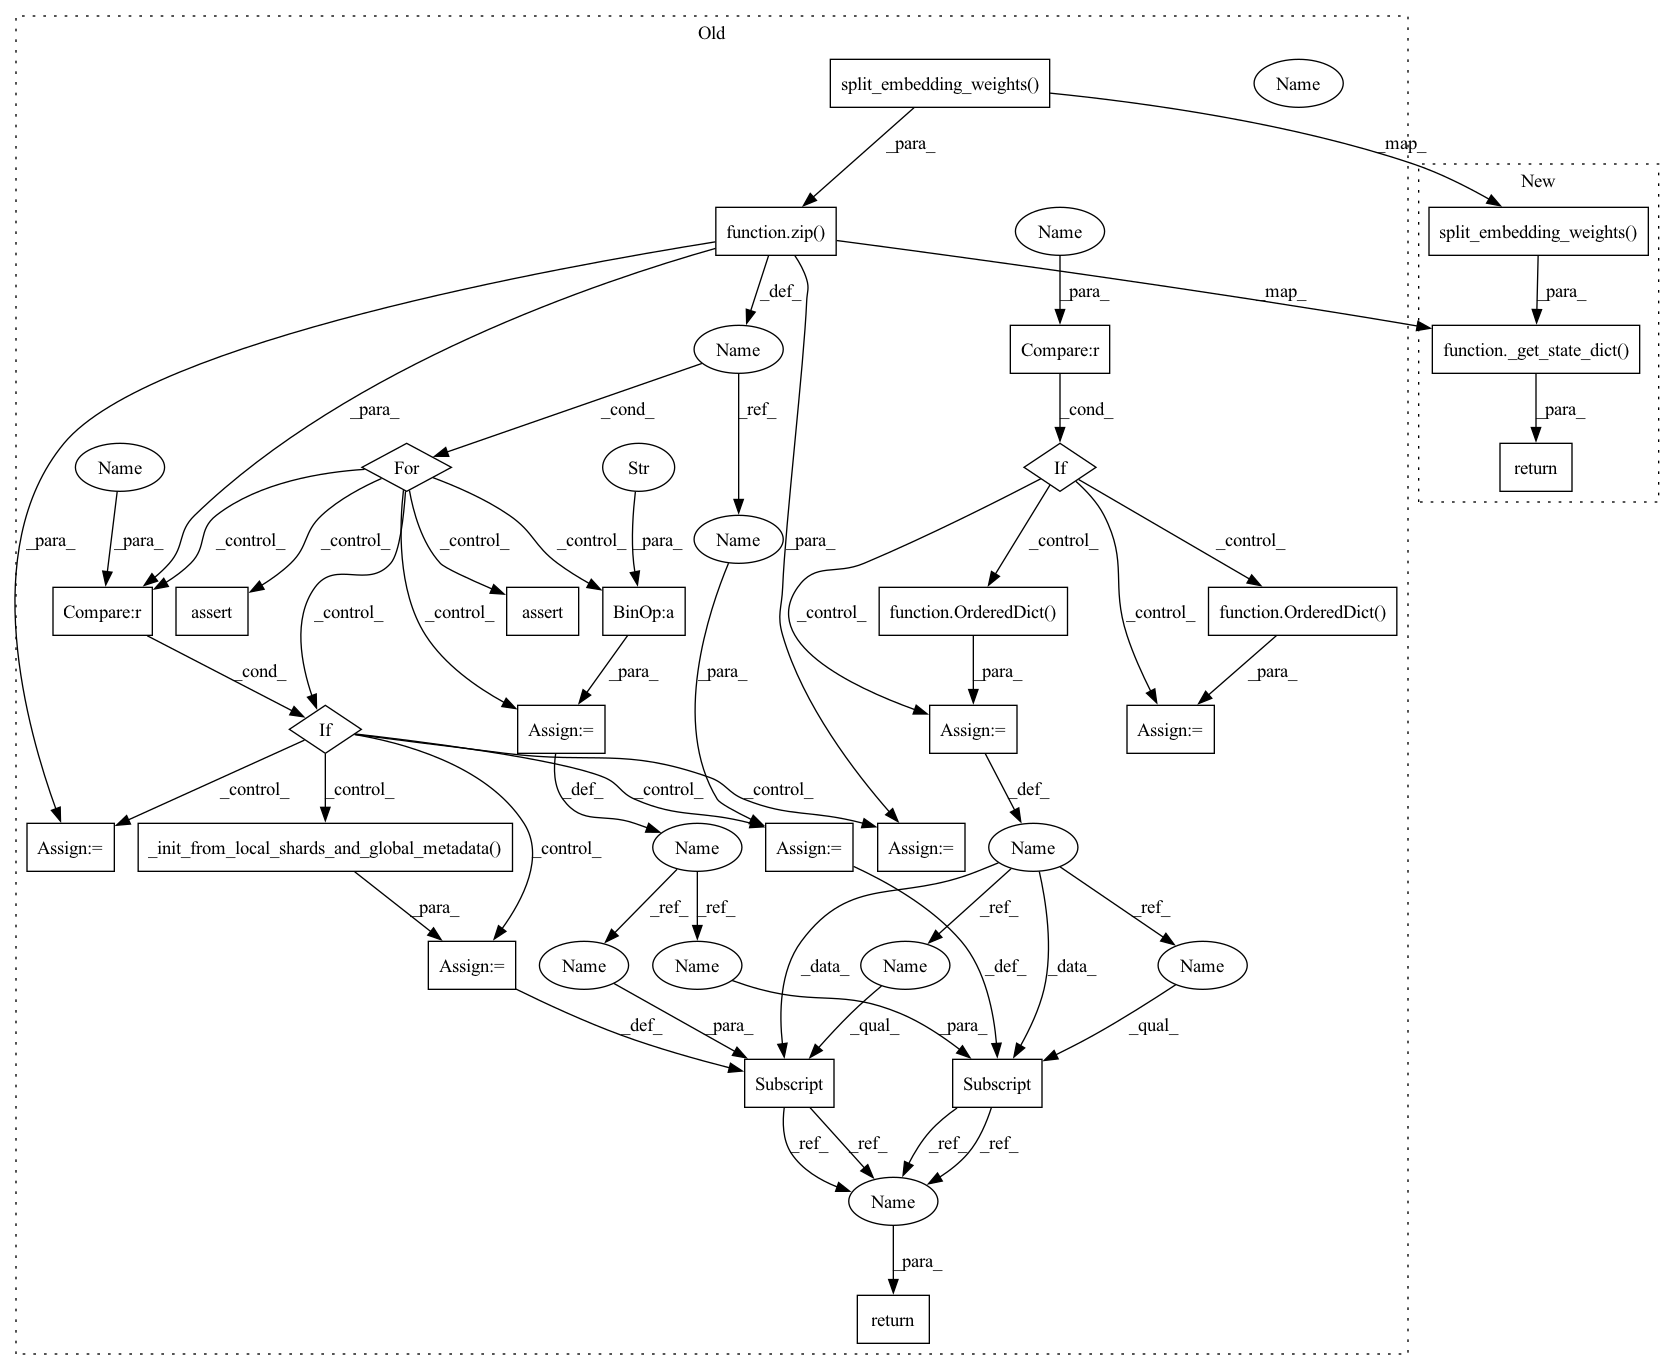 Old
split_embedding_weights()
Name
_para_
_map_
New
function.zip()
Name
split_embedding_weights()
_def_
_para_
_map_
_para_
Name
Compare:r
function._get_state_dict()
_para_
_cond_
_ref_
_cond_
_para_
Name
For
Str
If
return
Name
_para_
_para_
_control_
_control_
_control_
_control_
_para_
_para_
_control_
_control_
Compare:r
assert
_control_
_control_
assert
BinOp:a
_control_
function.OrderedDict()
_control_
function.OrderedDict()
_cond_
_para_
_para_
_para_
_para_
If
Assign:=
Assign:=
Assign:=
_control_
_control_
_def_
_control_
_control_
_def_
Assign:=
_init_from_local_shards_and_global_metadata()
_control_
Name
Assign:=
Assign:=
Name
_para_
_ref_
_ref_
_ref_
_ref_
Assign:=
Name
Name
_data_
Name
_def_
_data_
Name
_def_
_para_
_qual_
_para_
_qual_
Subscript
Subscript
_ref_
_ref_
_ref_
_ref_
Name
_para_
return